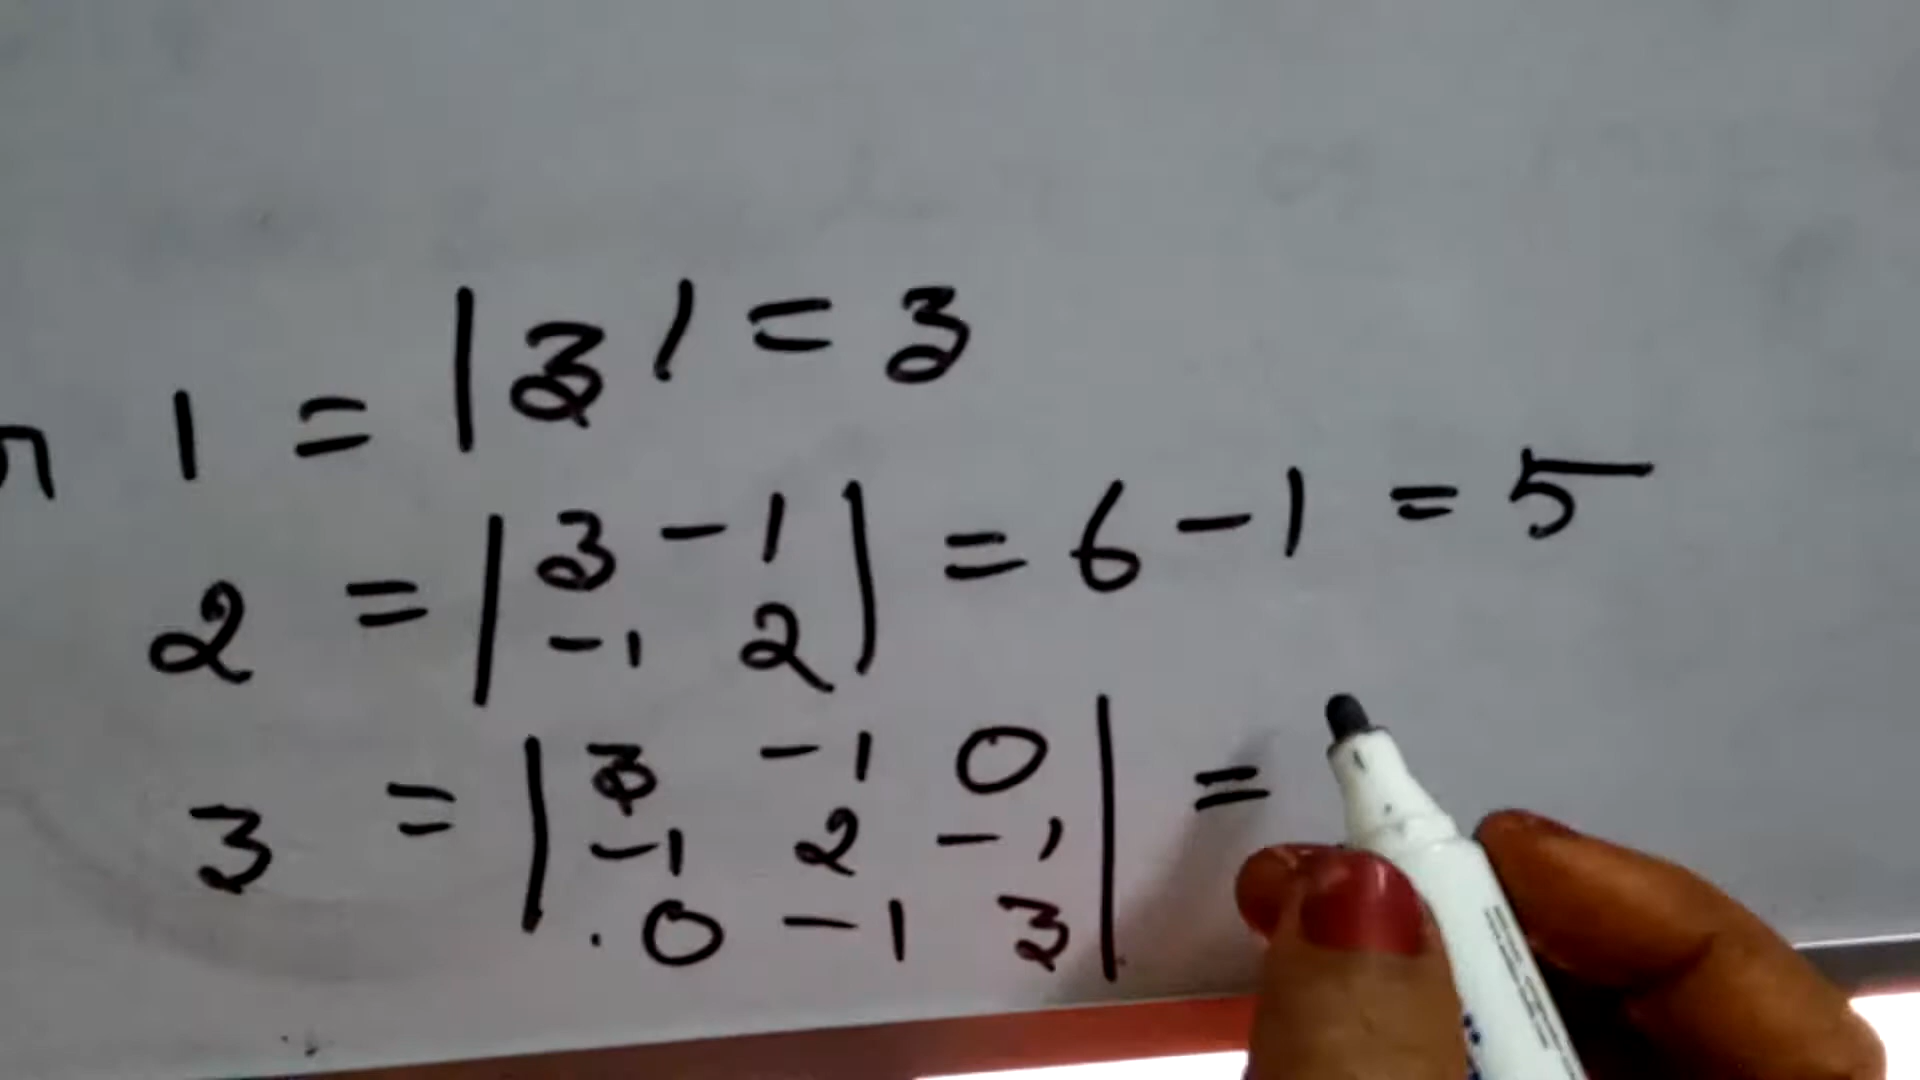 1 = |3| = 3
2 = |3 -1| = 6 - 1 = 5
-1 2
3 = |3 -1 0| =
-1 2 -1
0 -1 3